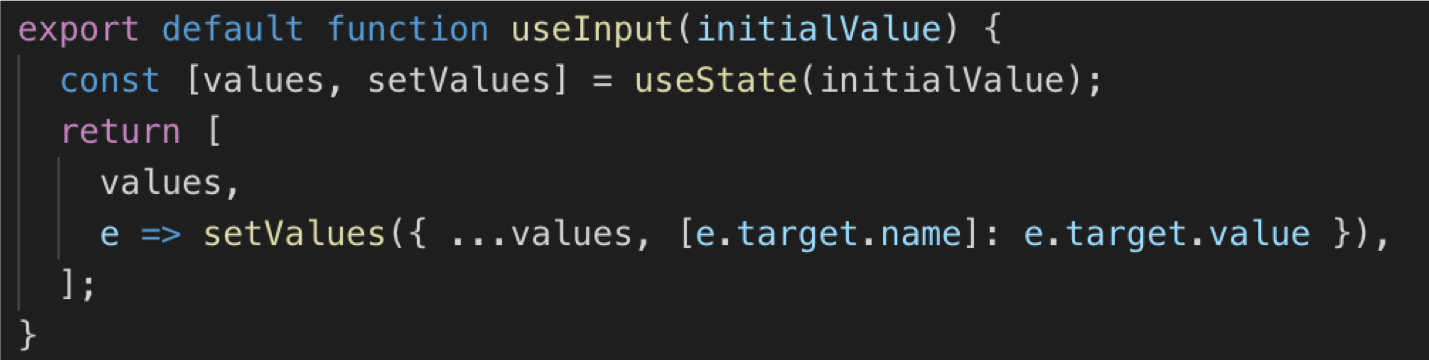 export default function useInput(initialValue) {
  const [values, setValues] = useState(initialValue);
  return [
    values,
    e => setValues({ ...values, [e.target.name]: e.target.value }),
  ];
}